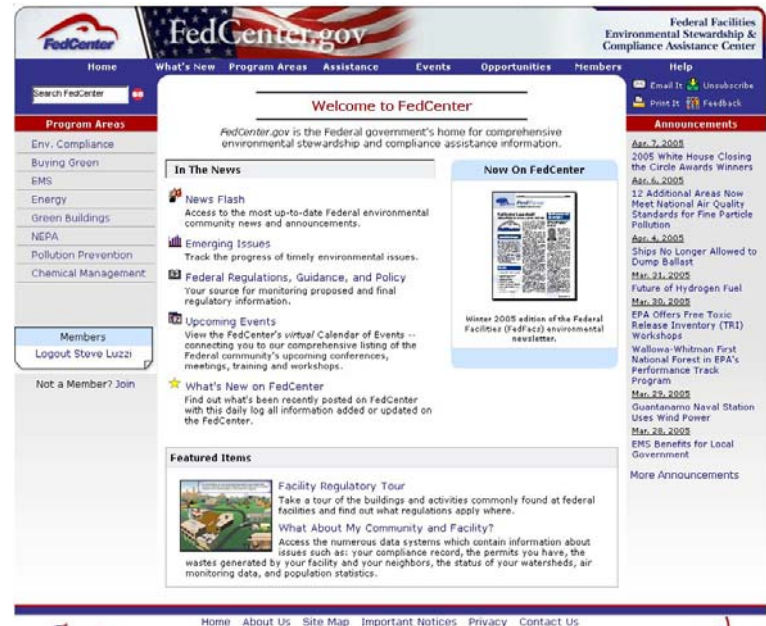 FedCenter
FedCenter.gov
Federal Facilities
Environmental Stewardship &
Compliance Assistance Center
Home What's New Program Areas Assistance Events Opportunities Members Help
Search FedCenter
GO
Email It Unsubscribe
Print It Feedback
Program Areas
Env. Compliance
Buying Green
EMS
Energy
Green Buildings
NEPA
Pollution Prevention
Chemical Management
Members
Logout Steve Luzzi
Not a Member? Join
Welcome to FedCenter
FedCenter.gov is the Federal government's home for comprehensive
environmental stewardship and compliance assistance information.
In The News
News Flash
Access to the most up-to-date Federal environmental
community news and announcements.
Emerging Issues
Track the progress of timely environmental issues.
Federal Regulations, Guidance, and Policy
Your source for monitoring proposed and final
regulatory information.
Upcoming Events
View the FedCenter's virtual Calendar of Events --
connecting you to our comprehensive listing of the
Federal community's upcoming conferences,
meetings, training and workshops.
What's New on FedCenter
Find out what's been recently posted on FedCenter
with this daily log all information added or updated on
the FedCenter.
Now On FedCenter
Winter 2005 edition of the Federal
Facilities (FedFacs) environmental
newsletter.
Featured Items
Facility Regulatory Tour
Take a tour of the buildings and activities commonly found at federal
facilities and find out what regulations apply where.
What About My Community and Facility?
Access the numerous data systems which contain information about
issues such as: your compliance record, the permits you have, the
wastes generated by your facility and your neighbors, the status of your watersheds, air
monitoring data, and population statistics.
Announcements
Apr. 7, 2005
2005 White House Closing
the Circle Awards Winners
Apr. 6, 2005
12 Additional Areas Now
Meet National Air Quality
Standards for Fine Particle
Pollution
Apr. 4, 2005
Ships No Longer Allowed to
Dump Ballast
Mar. 31, 2005
Future of Hydrogen Fuel
Mar. 30, 2005
EPA Offers Free Toxic
Release Inventory (TRI)
Workshops
Wallowa-Whitman First
National Forest in EPA's
Performance Track
Program
Mar. 29, 2005
Guantanamo Naval Station
Uses Wind Power
Mar. 28, 2005
EMS Benefits for Local
Government
More Announcements
Home About Us Site Map Important Notices Privacy Contact Us